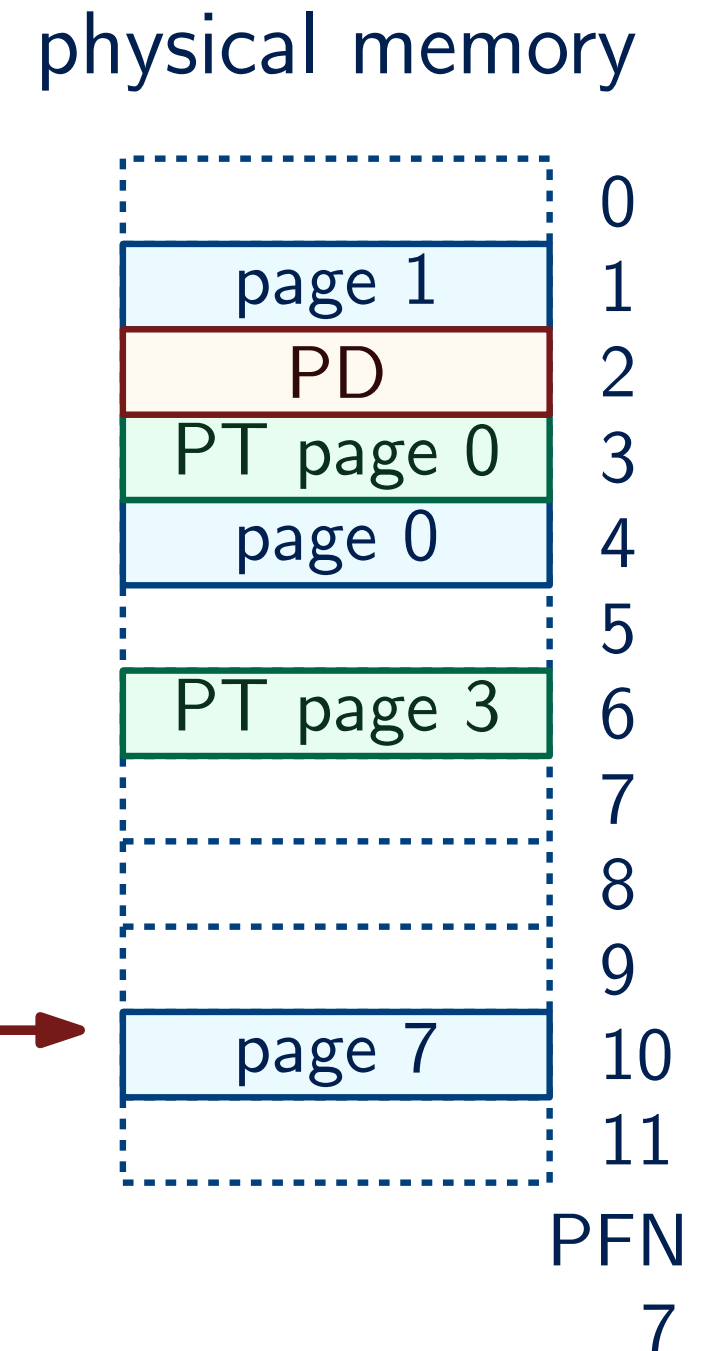 physical memory
0
page 1 1
PD 2
PT page 0 3
page 0 4
5
PT page 3 6
7
8
9
page 7 10
11
PFN
7